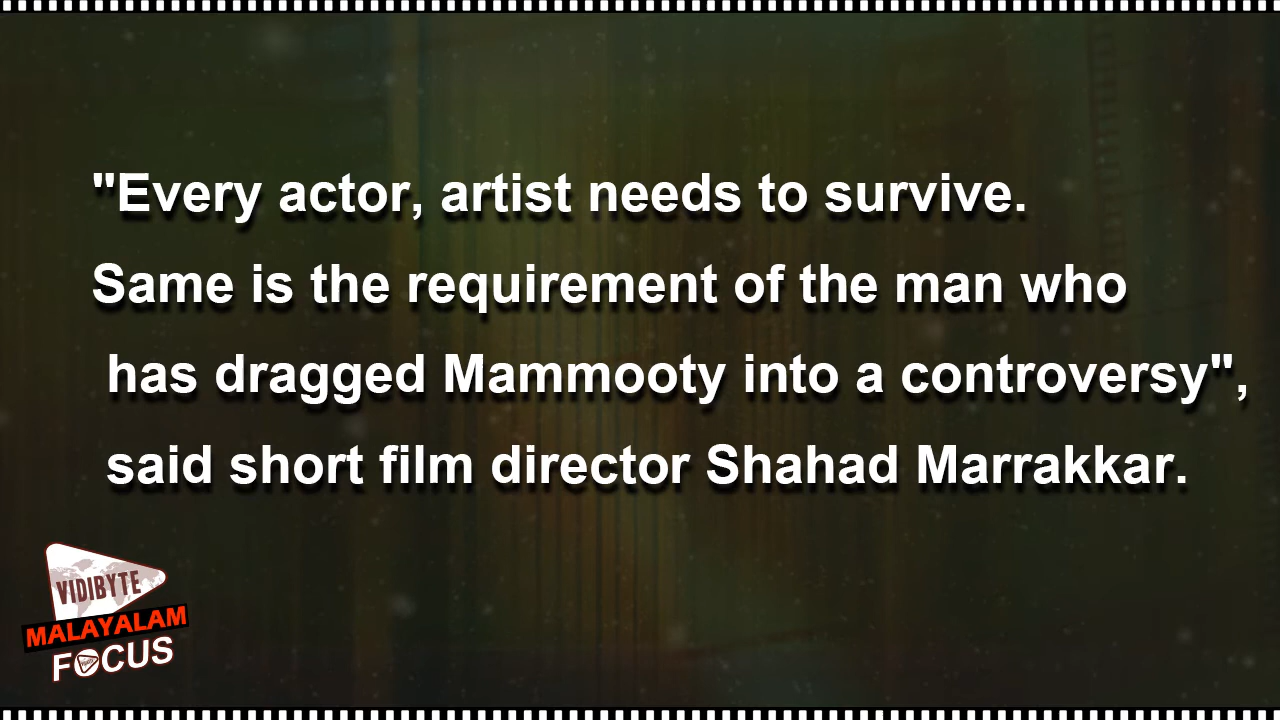 "Every actor, artist needs to survive.
Same is the requirement of the man who
has dragged Mammooty into a controversy",
said short film director Shahad Marrakkar.
VIDIBYTE
MALAYALAM
FOCUS